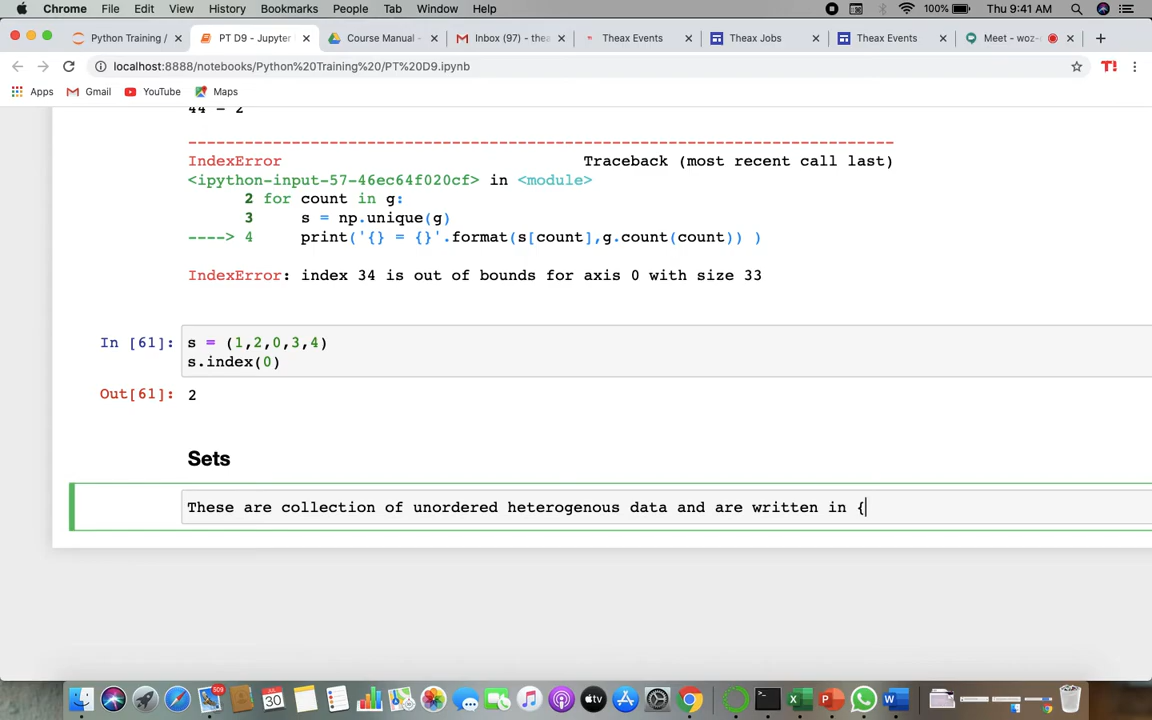 Chrome File Edit View History Bookmarks People Tab Window Help 100% Thu 9:41 AM
Python Training / PT D9 - Jupyter Course Manual - Inbox (97) - thea Theax Events Theax Jobs Theax Events Meet - woz-
localhost:8888/notebooks/Python%20Training%20/PT%20D9.ipynb T!
Apps Gmail YouTube Maps
44 = 2
IndexError Traceback (most recent call last)
<ipython-input-57-46ec64f020cf> in <module>
2 for count in g:
3 s = np.unique(g)
----> 4 print('{} = {}'.format(s[count],g.count(count)) )
IndexError: index 34 is out of bounds for axis 0 with size 33
In [61]: s = (1,2,0,3,4)
s.index(0)
Out[61]: 2
Sets
These are collection of unordered heterogenous data and are written in {
509
30
tv